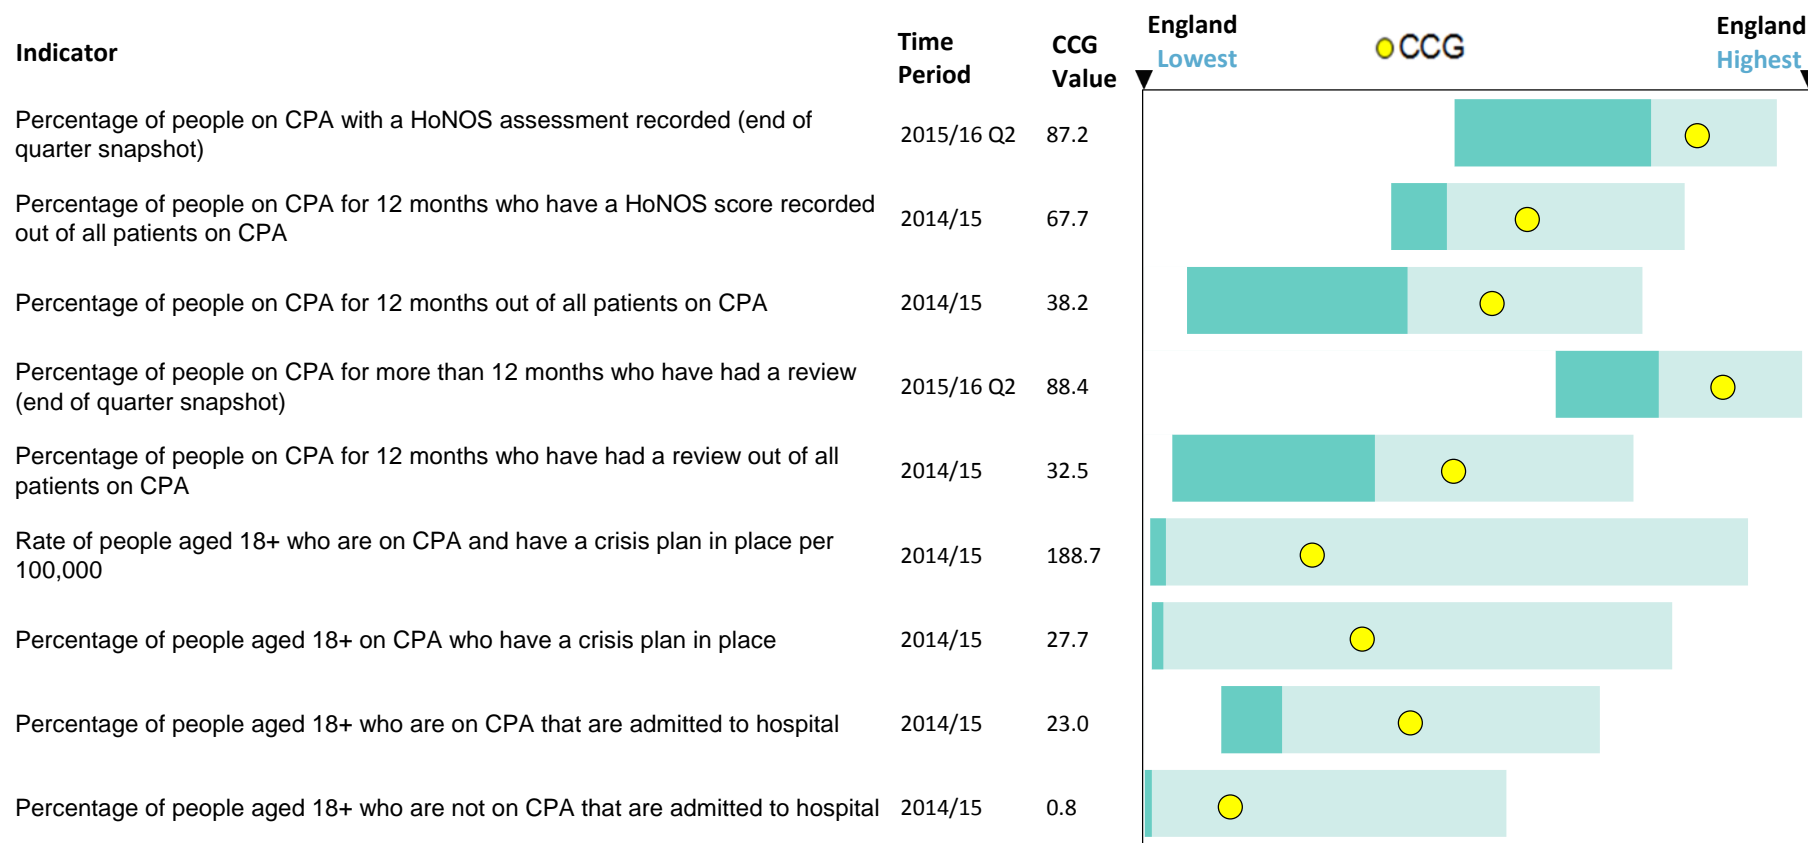 Indicator
Time Period
CCG Value
England Lowest
CCG
England Highest
Percentage of people on CPA with a HoNOS assessment recorded (end of
quarter snapshot)
2015/16 Q2 87.2
Percentage of people on CPA for 12 months who have a HoNOS score recorded
out of all patients on CPA
2014/15 67.7
Percentage of people on CPA for 12 months out of all patients on CPA 2014/15 38.2
Percentage of people on CPA for more than 12 months who have had a review
(end of quarter snapshot)
2015/16 Q2 88.4
Percentage of people on CPA for 12 months who have had a review out of all
patients on CPA
2014/15 32.5
Rate of people aged 18+ who are on CPA and have a crisis plan in place per
100,000
2014/15 188.7
Percentage of people aged 18+ on CPA who have a crisis plan in place 2014/15 27.7
Percentage of people aged 18+ who are on CPA that are admitted to hospital 2014/15 23.0
Percentage of people aged 18+ who are not on CPA that are admitted to hospital 2014/15 0.8